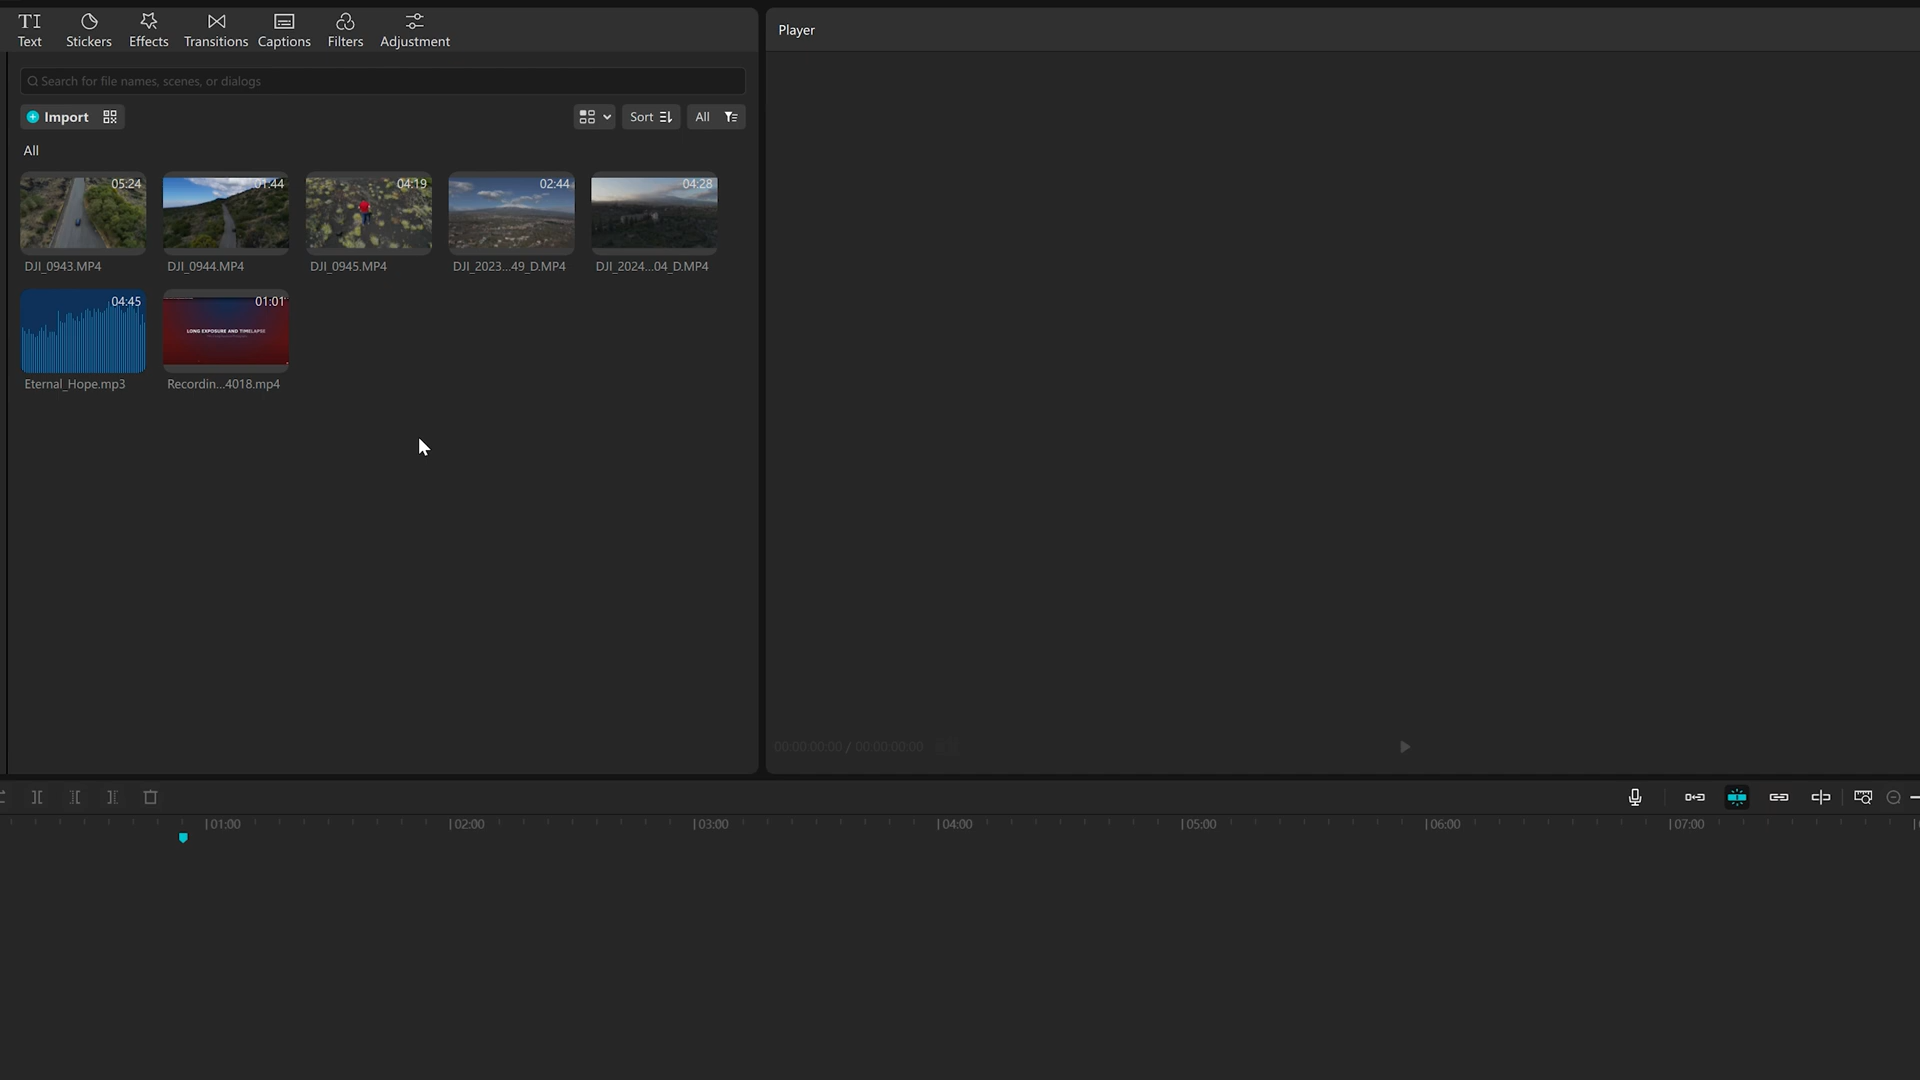 Text Stickers Effects Transitions Captions Filters Adjustment
Player
Search for file names, scenes, or dialogs
Import
Sort All
All
05:24 01:44 04:19 02:44 04:28
DJI_0943.MP4 DJI_0944.MP4 DJI_0945.MP4 DJI_2023...49_D.MP4 DJI_2024...04_D.MP4
04:45 01:01
LONG EXPOSURE AND TIMELAPSE
Eternal_Hope.mp3 Recordin...4018.mp4
00:00:00:00 / 00:00:00:00
01:00 02:00 03:00 04:00 05:00 06:00 07:00